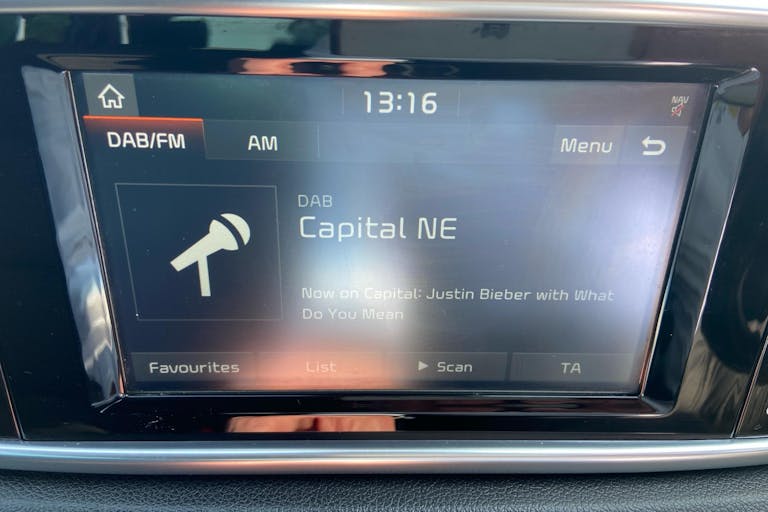 13:16
NAV
DAB/FM
AM
Menu
DAB
Capital NE
Now on Capital: Justin Bieber with What
Do You Mean
Favourites
List
Scan
TA